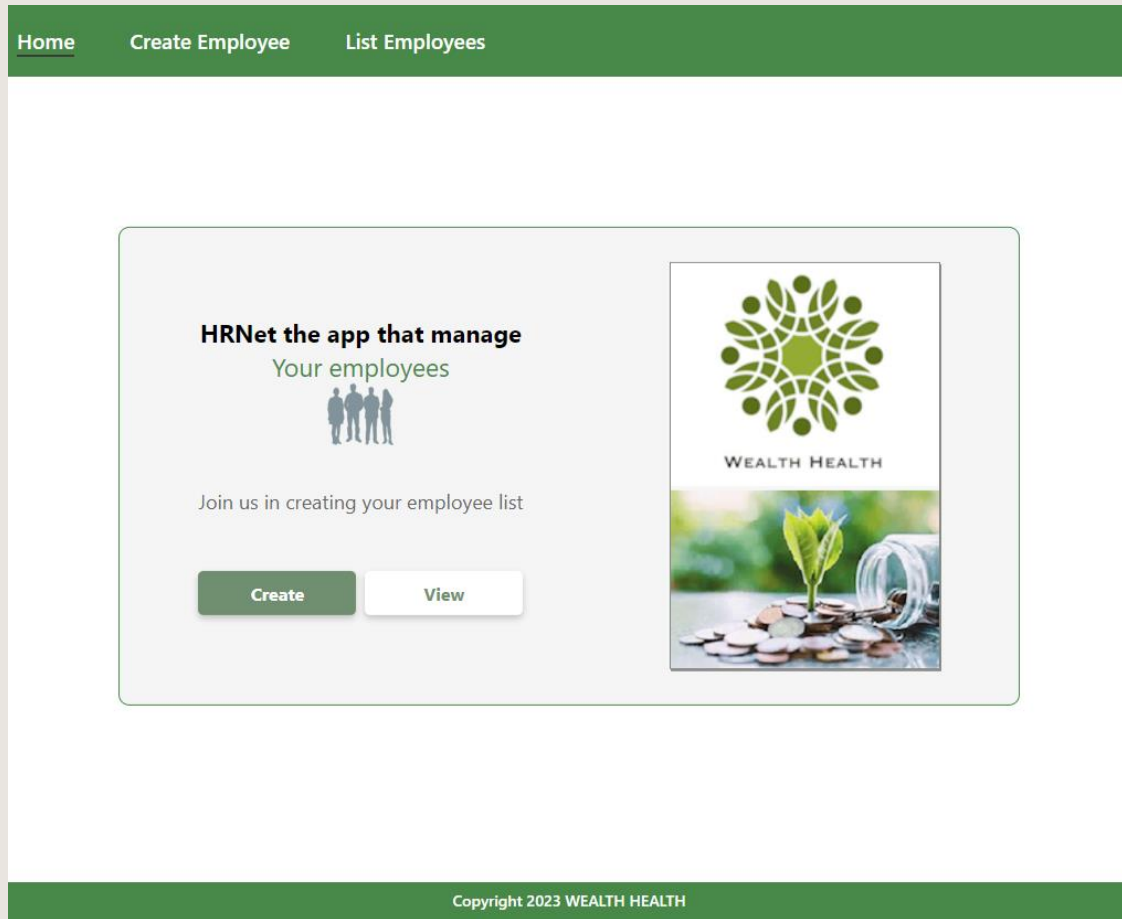 Home
Create Employee
List Employees
HRNet the app that manage
Your employees
Join us in creating your employee list
Create
View
WEALTH HEALTH
Copyright 2023 WEALTH HEALTH